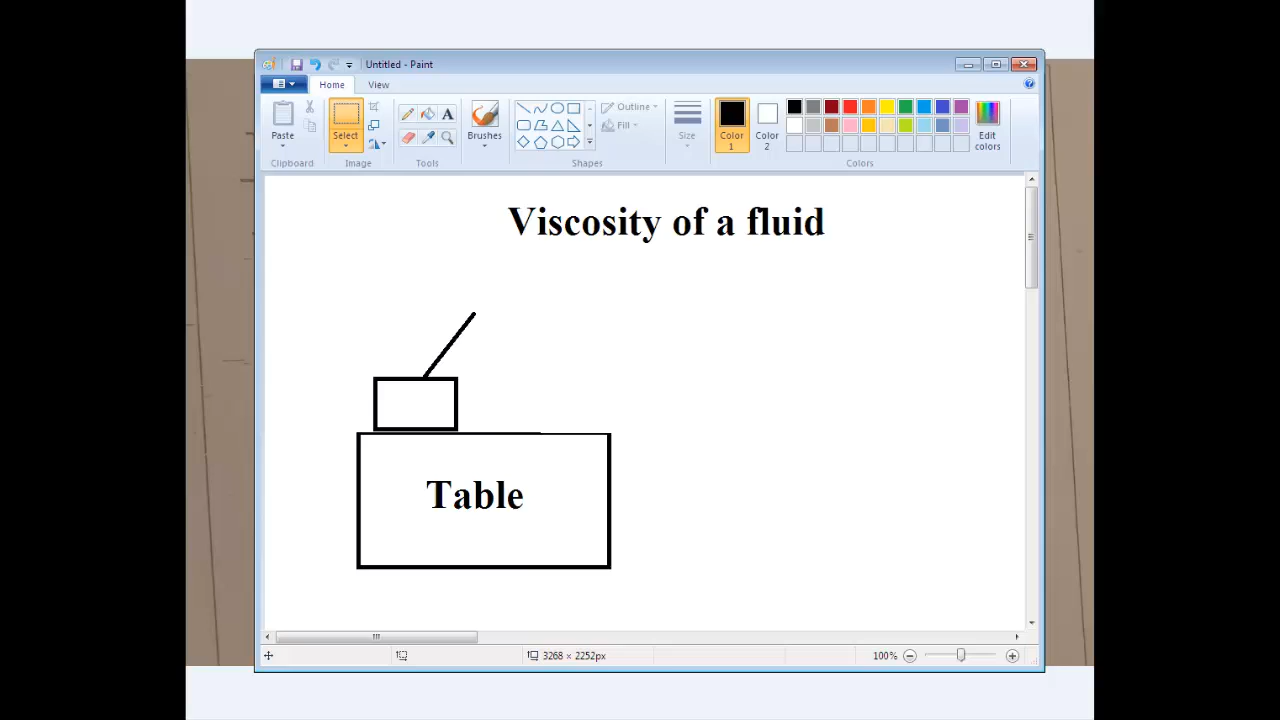 Untitled - Paint
Home View
Paste
Select
Brushes
Outline
Fill
Size
Color 1
Color 2
Edit colors
Clipboard
Image
Tools
Shapes
Colors
Viscosity of a fluid
Table
3268 × 2252px
100%